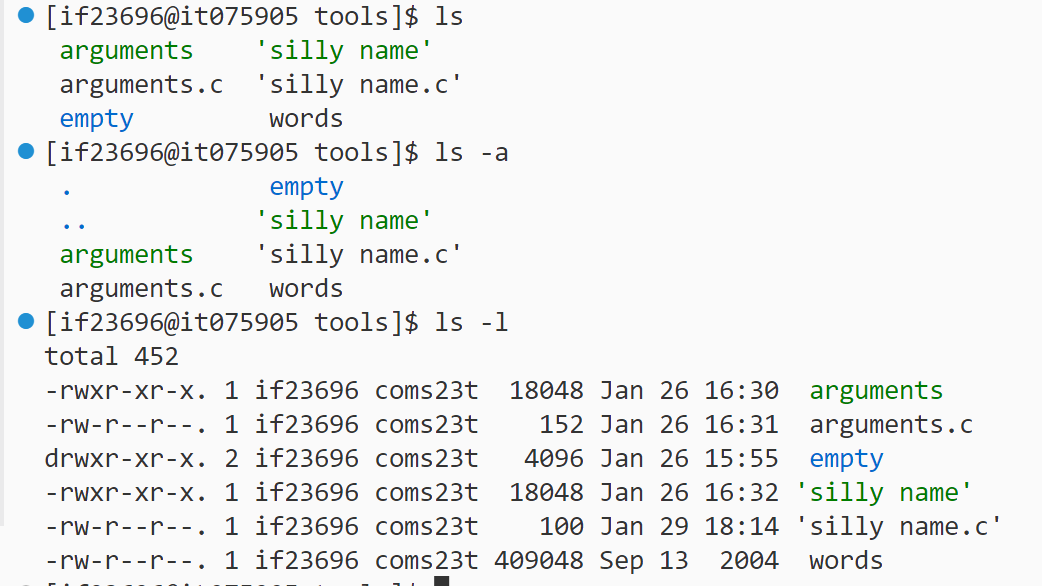 [if23696@it075905 tools]$ ls
arguments 'silly name'
arguments.c 'silly name.c'
empty words
[if23696@it075905 tools]$ ls -a
. empty
.. 'silly name'
arguments 'silly name.c'
arguments.c words
[if23696@it075905 tools]$ ls -l
total 452
-rwxr-xr-x. 1 if23696 coms23t 18048 Jan 26 16:30 arguments
-rw-r--r--. 1 if23696 coms23t 152 Jan 26 16:31 arguments.c
drwxr-xr-x. 2 if23696 coms23t 4096 Jan 26 15:55 empty
-rwxr-xr-x. 1 if23696 coms23t 18048 Jan 26 16:32 'silly name'
-rw-r--r--. 1 if23696 coms23t 100 Jan 29 18:14 'silly name.c'
-rw-r--r--. 1 if23696 coms23t 409048 Sep 13 2004 words